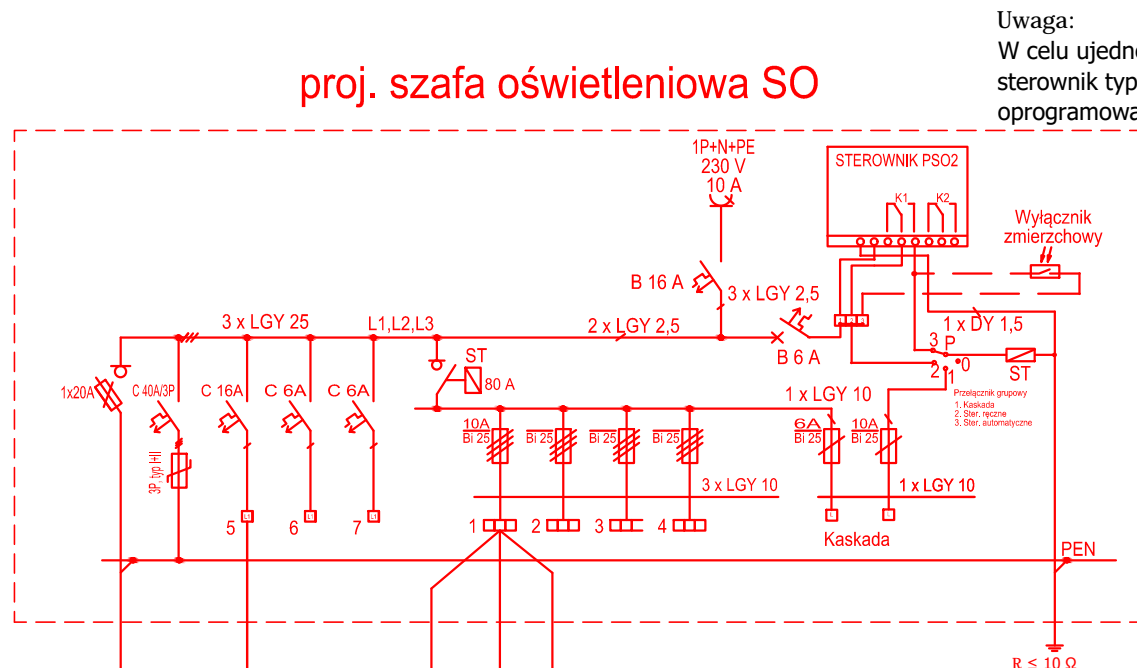 Uwaga:
W celu ujedno
sterownik typ
oprogramowa
proj. szafa oświetleniowa SO
1P+N+PE
230 V
10 A
STEROWNIK PSO2
K1
K2
Wyłącznik
zmierzchowy
B 16 A
3 x LGY 2,5
3 x LGY 25
L1,L2,L3
2 x LGY 2,5
B 6 A
1 x DY 1,5
ST
80 A
3
P
0
2
1
ST
Przełącznik grupowy
1. Kaskada
2. Ster. ręczne
3. Ster. automatyczne
1x20A
C 40A/3P
C 16A
C 6A
C 6A
1 x LGY 10
10A
Bi 25
Bi 25
Bi 25
Bi 25
6A
Bi 25
10A
Bi 25
3P, typ I+II
3 x LGY 10
1 x LGY 10
L1
L1
L1
5
6
7
1
2
3
4
L
L
Kaskada
PEN
R ≤ 10 Ω